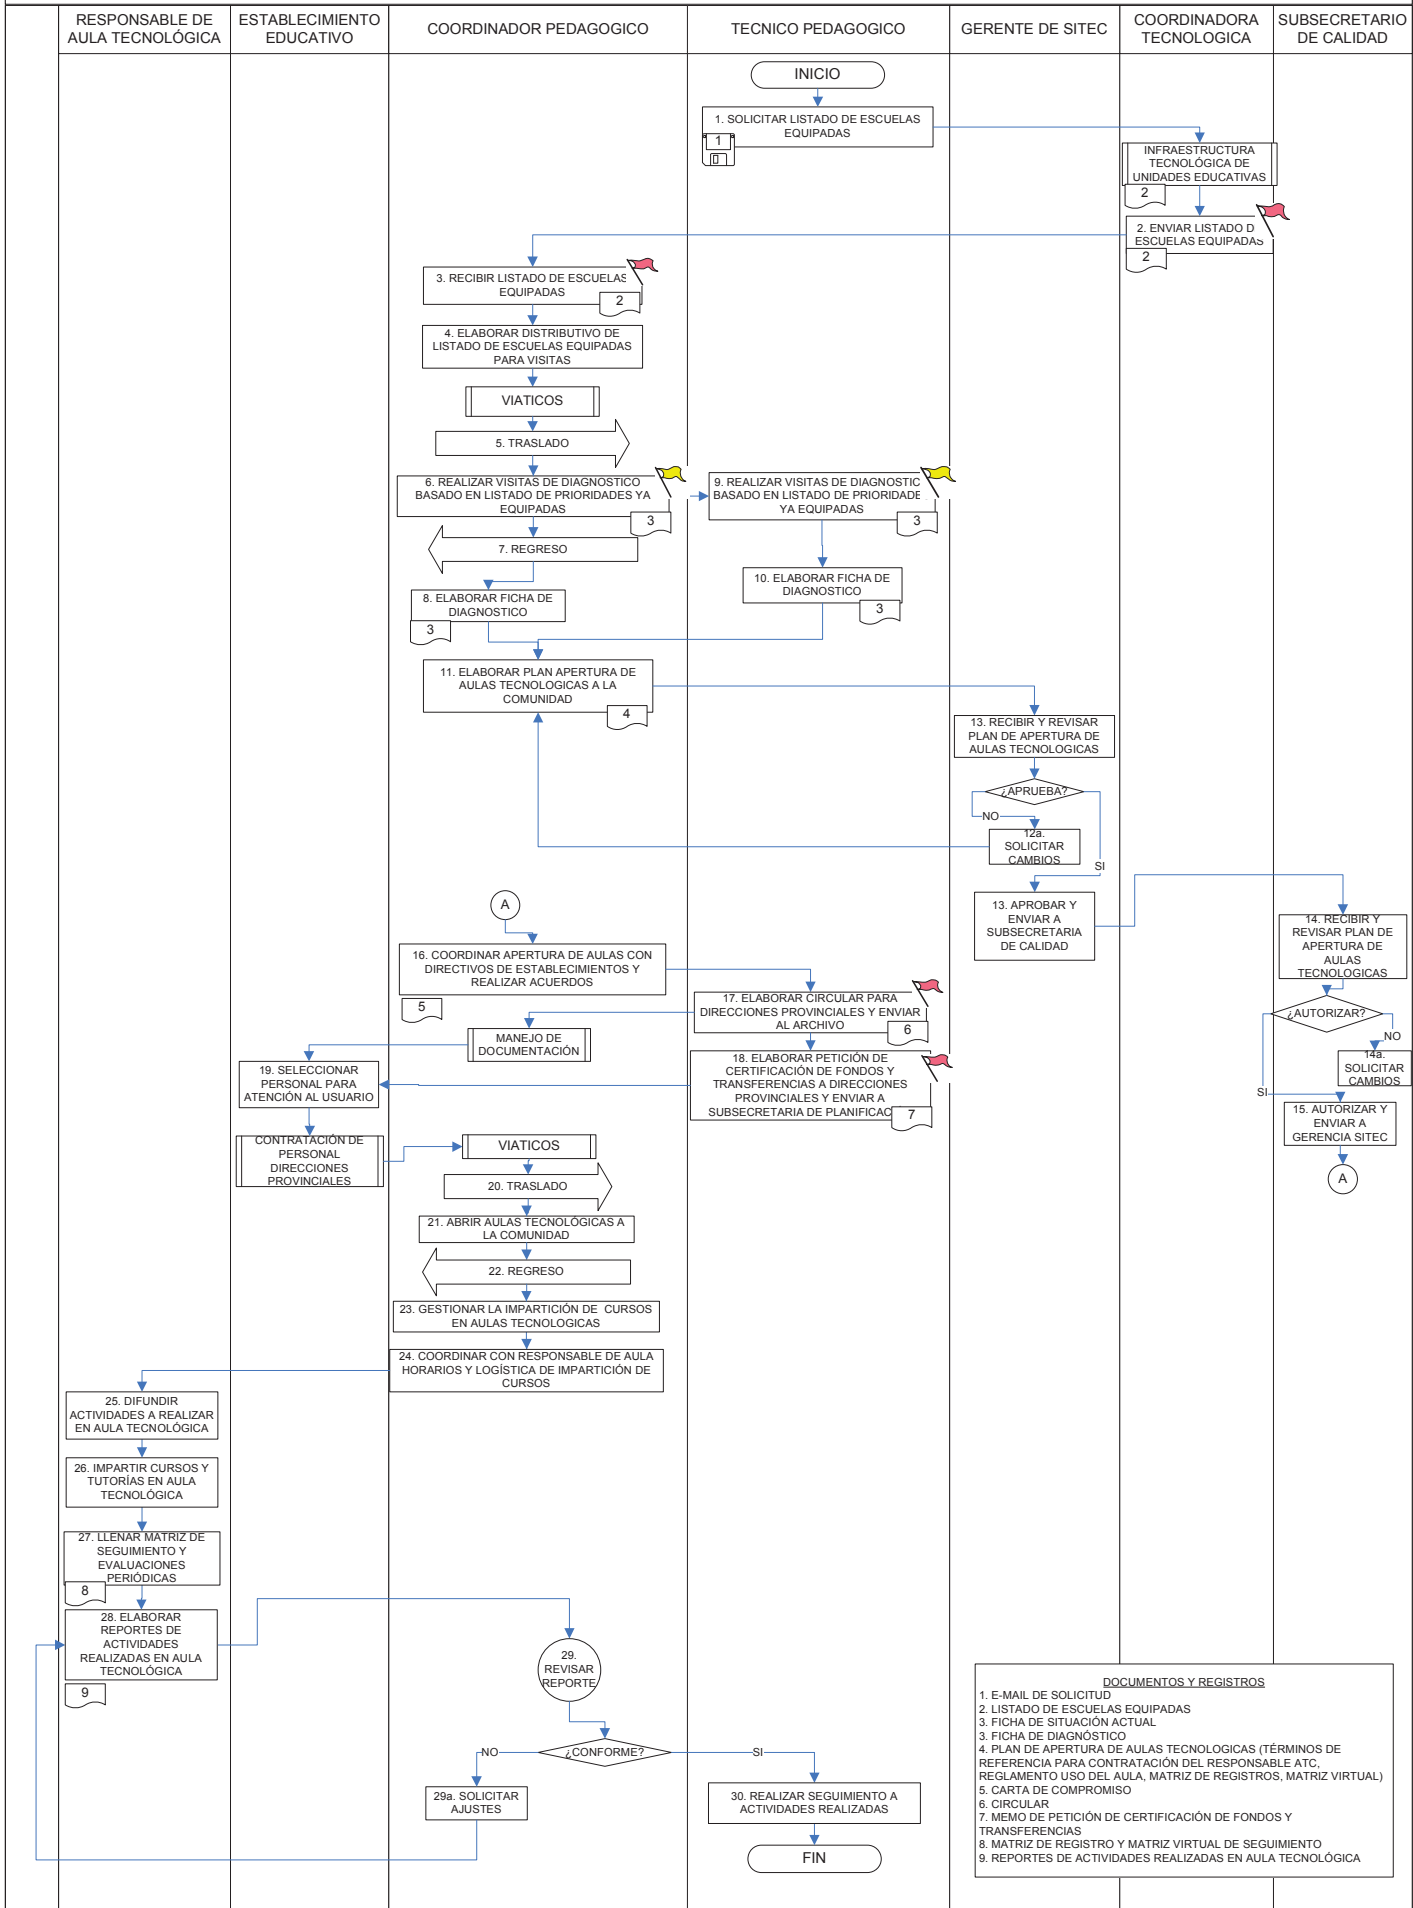 RESPONSABLE DE
AULA TECNOLÓGICA
ESTABLECIMIENTO
EDUCATIVO
COORDINADOR PEDAGOGICO
TECNICO PEDAGOGICO
GERENTE DE SITEC
COORDINADORA
TECNOLOGICA
SUBSECRETARIO
DE CALIDAD
INICIO
1. SOLICITAR LISTADO DE ESCUELAS
EQUIPADAS
1
INFRAESTRUCTURA
TECNOLÓGICA DE
UNIDADES EDUCATIVAS
2
2. ENVIAR LISTADO D
ESCUELAS EQUIPADAS
2
3. RECIBIR LISTADO DE ESCUELAS
EQUIPADAS
2
4. ELABORAR DISTRIBUTIVO DE
LISTADO DE ESCUELAS EQUIPADAS
PARA VISITAS
VIATICOS
5. TRASLADO
6. REALIZAR VISITAS DE DIAGNOSTICO
BASADO EN LISTADO DE PRIORIDADES YA
EQUIPADAS
3
9. REALIZAR VISITAS DE DIAGNOSTIC
BASADO EN LISTADO DE PRIORIDADE
YA EQUIPADAS
3
7. REGRESO
10. ELABORAR FICHA DE
DIAGNOSTICO
3
8. ELABORAR FICHA DE
DIAGNOSTICO
3
11. ELABORAR PLAN APERTURA DE
AULAS TECNOLOGICAS A LA
COMUNIDAD
4
13. RECIBIR Y REVISAR
PLAN DE APERTURA DE
AULAS TECNOLOGICAS
¿APRUEBA?
NO
12a.
SOLICITAR
CAMBIOS
SI
A
13. APROBAR Y
ENVIAR A
SUBSECRETARIA
DE CALIDAD
14. RECIBIR Y
REVISAR PLAN DE
APERTURA DE
AULAS
TECNOLOGICAS
16. COORDINAR APERTURA DE AULAS CON
DIRECTIVOS DE ESTABLECIMIENTOS Y
REALIZAR ACUERDOS
5
17. ELABORAR CIRCULAR PARA
DIRECCIONES PROVINCIALES Y ENVIAR
AL ARCHIVO
6
¿AUTORIZAR?
NO
14a.
SOLICITAR
CAMBIOS
SI
MANEJO DE
DOCUMENTACIÓN
18. ELABORAR PETICIÓN DE
CERTIFICACIÓN DE FONDOS Y
TRANSFERENCIAS A DIRECCIONES
PROVINCIALES Y ENVIAR A
SUBSECRETARIA DE PLANIFICAC
7
19. SELECCIONAR
PERSONAL PARA
ATENCIÓN AL USUARIO
15. AUTORIZAR Y
ENVIAR A
GERENCIA SITEC
A
CONTRATACIÓN DE
PERSONAL
DIRECCIONES
PROVINCIALES
VIATICOS
20. TRASLADO
21. ABRIR AULAS TECNOLÓGICAS A
LA COMUNIDAD
22. REGRESO
23. GESTIONAR LA IMPARTICIÓN DE CURSOS
EN AULAS TECNOLOGICAS
24. COORDINAR CON RESPONSABLE DE AULA
HORARIOS Y LOGÍSTICA DE IMPARTICIÓN DE
CURSOS
25. DIFUNDIR
ACTIVIDADES A REALIZAR
EN AULA TECNOLÓGICA
26. IMPARTIR CURSOS Y
TUTORÍAS EN AULA
TECNOLÓGICA
27. LLENAR MATRIZ DE
SEGUIMIENTO Y
EVALUACIONES
PERIÓDICAS
8
28. ELABORAR
REPORTES DE
ACTIVIDADES
REALIZADAS EN AULA
TECNOLÓGICA
9
29.
REVISAR
REPORTE
¿CONFORME?
NO
SI
29a. SOLICITAR
AJUSTES
30. REALIZAR SEGUIMIENTO A
ACTIVIDADES REALIZADAS
FIN
DOCUMENTOS Y REGISTROS
1. E-MAIL DE SOLICITUD
2. LISTADO DE ESCUELAS EQUIPADAS
3. FICHA DE SITUACIÓN ACTUAL
3. FICHA DE DIAGNÓSTICO
4. PLAN DE APERTURA DE AULAS TECNOLOGICAS (TÉRMINOS DE
REFERENCIA PARA CONTRATACIÓN DEL RESPONSABLE ATC,
REGLAMENTO USO DEL AULA, MATRIZ DE REGISTROS, MATRIZ VIRTUAL)
5. CARTA DE COMPROMISO
6. CIRCULAR
7. MEMO DE PETICIÓN DE CERTIFICACIÓN DE FONDOS Y
TRANSFERENCIAS
8. MATRIZ DE REGISTRO Y MATRIZ VIRTUAL DE SEGUIMIENTO
9. REPORTES DE ACTIVIDADES REALIZADAS EN AULA TECNOLÓGICA